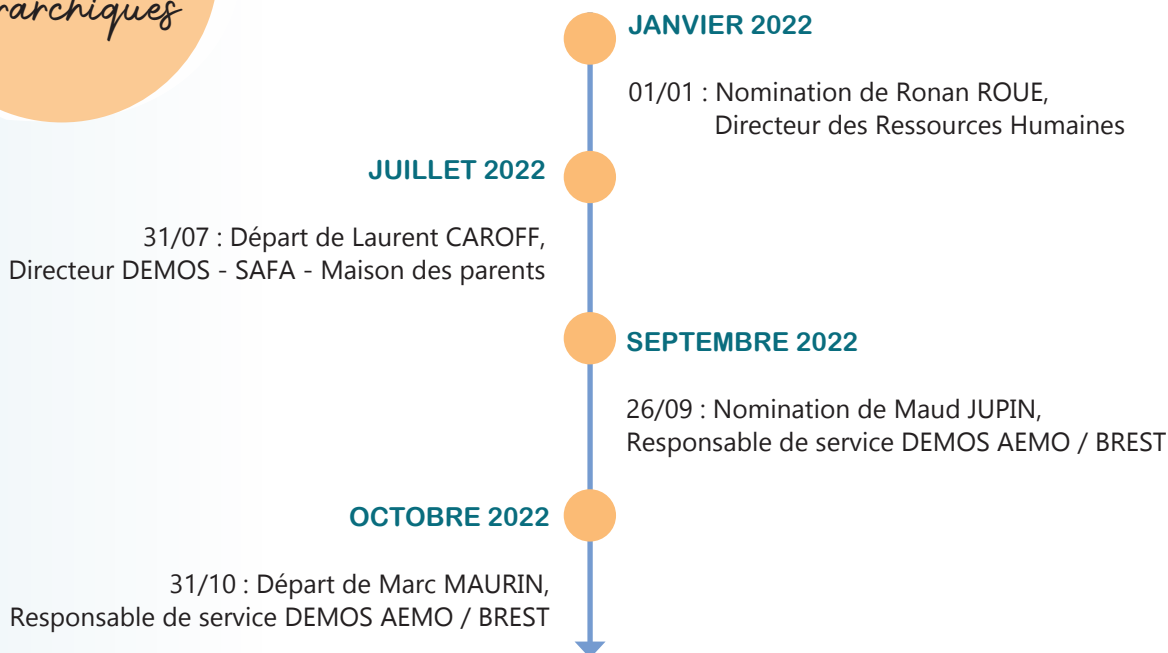 JANVIER 2022
01/01 : Nomination de Ronan ROUE,
Directeur des Ressources Humaines
JUILLET 2022
31/07 : Départ de Laurent CAROFF,
Directeur DEMOS - SAFA - Maison des parents
SEPTEMBRE 2022
26/09 : Nomination de Maud JUPIN,
Responsable de service DEMOS AEMO / BREST
OCTOBRE 2022
31/10 : Départ de Marc MAURIN,
Responsable de service DEMOS AEMO / BREST